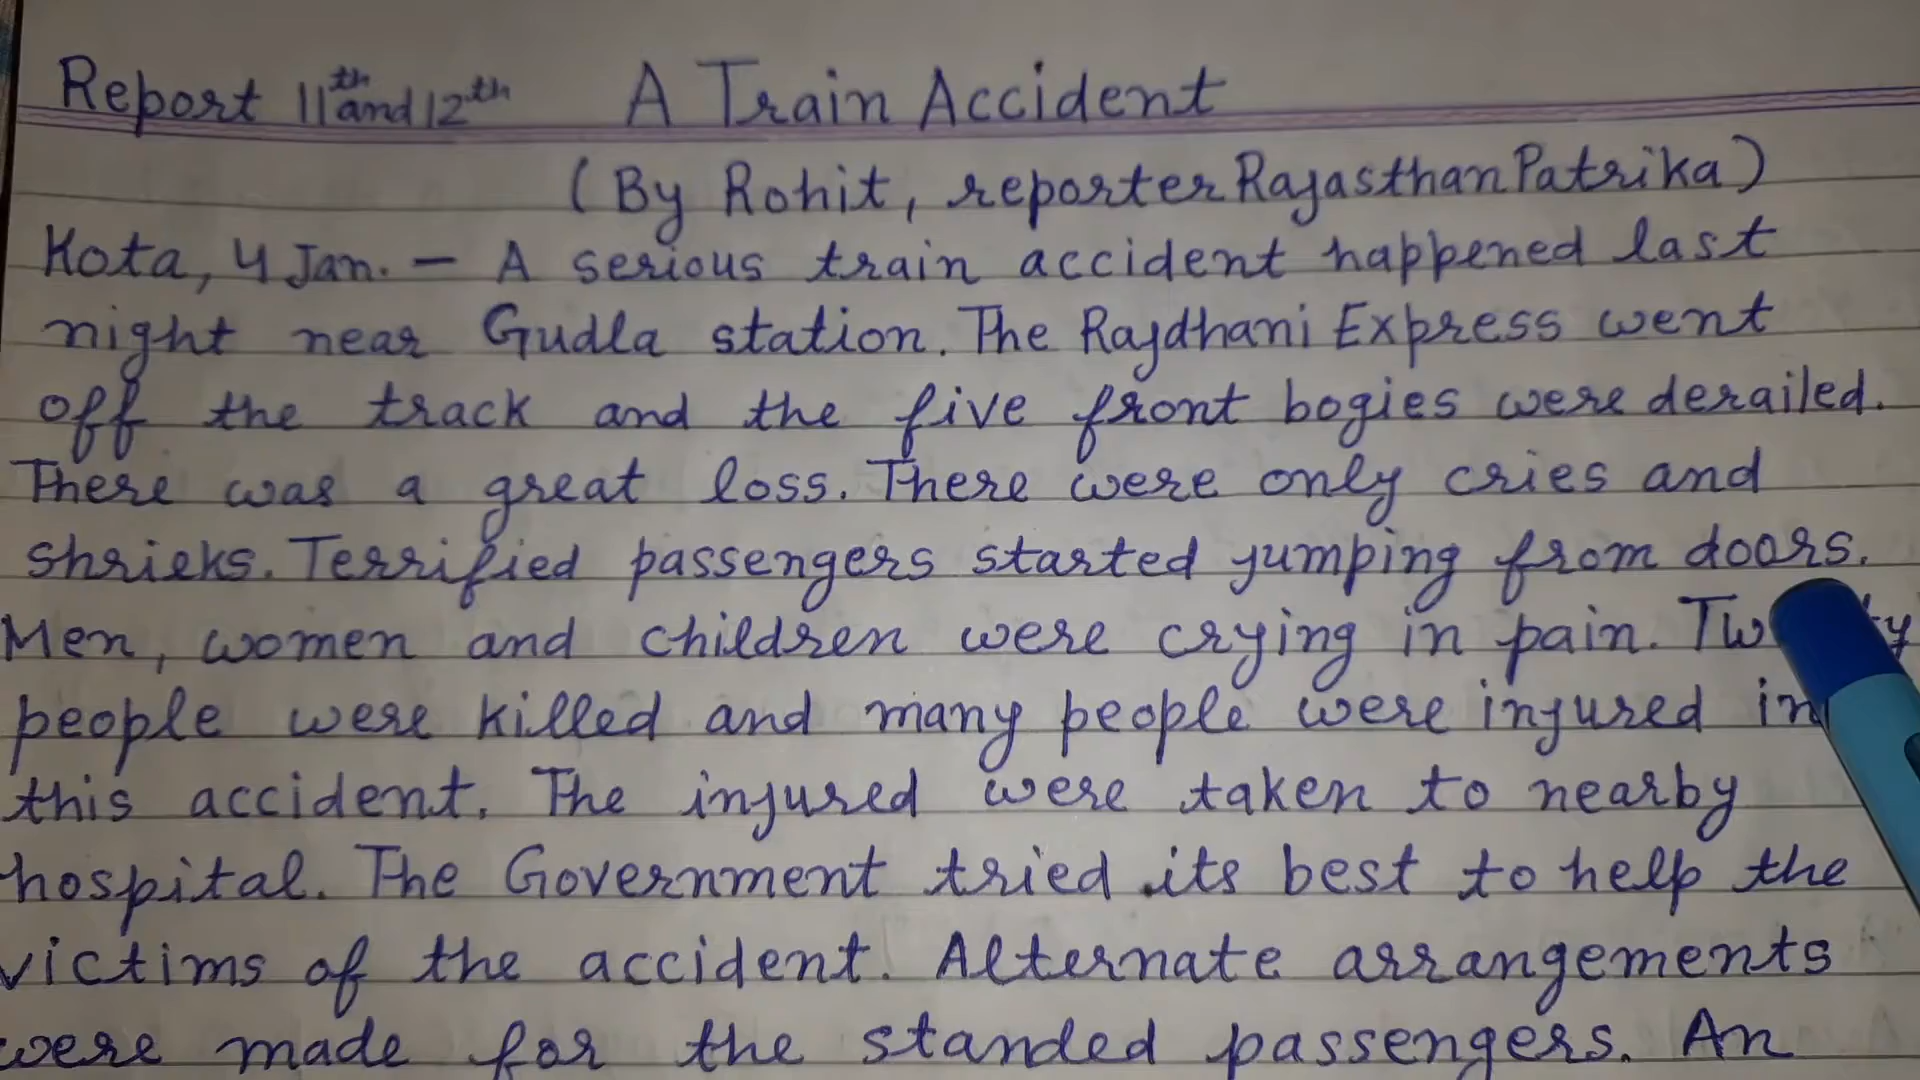 Report 11th and 12th A Train Accident
(By Rohit, reporter Rajasthan Patrika)
Kota, 4 Jan. – A serious train accident happened last
night near Gudla station. The Rajdhani Express went
off the track and the five front bogies were derailed.
There was a great loss. There were only cries and
shrieks. Terrified passengers started jumping from doors.
Men, women and children were crying in pain.
people were killed and many people were injured in
this accident. The injured were taken to nearby
hospital. The Government tried its best to help the
victims of the accident. Alternate arrangements
were made for the standed passengers. An